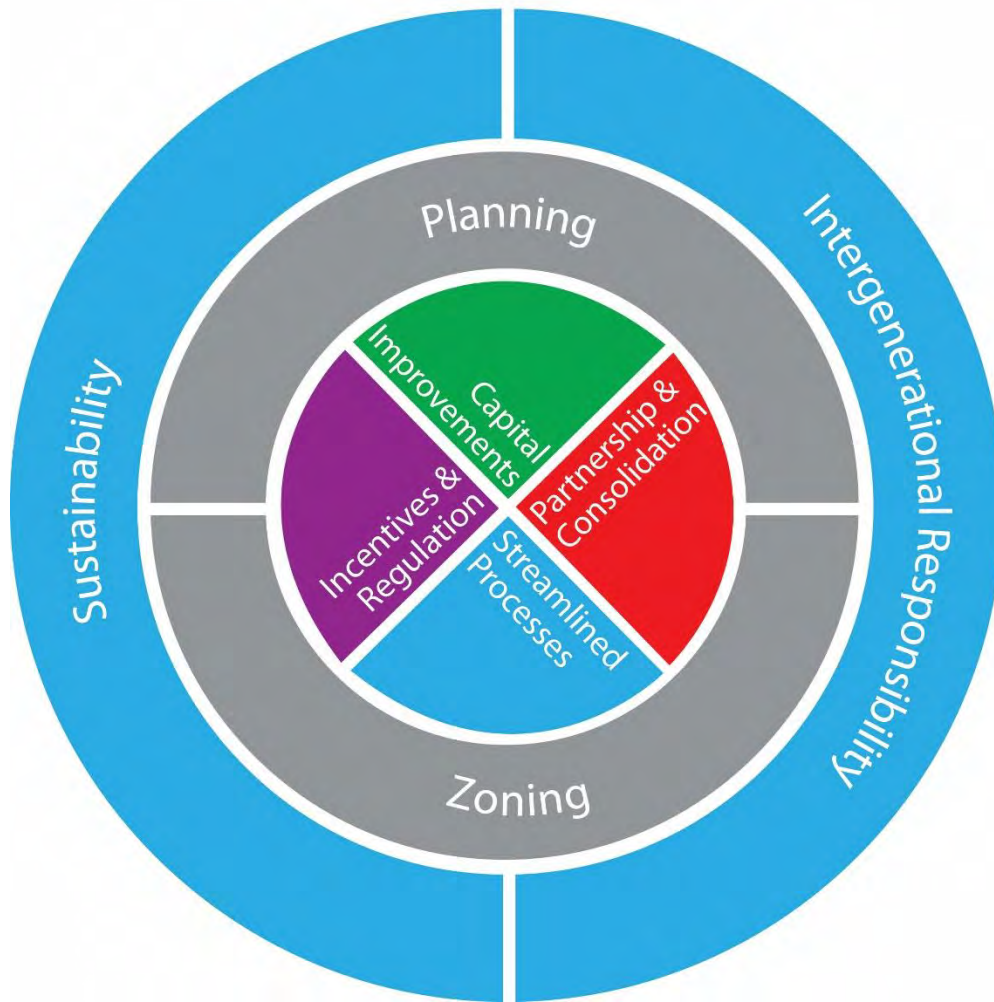 Planning
Intergenerational Responsibility
Sustainability
Capital
Improvements
Partnership &
Consolidation
Incentives &
Regulation
Streamlined
Processes
Zoning